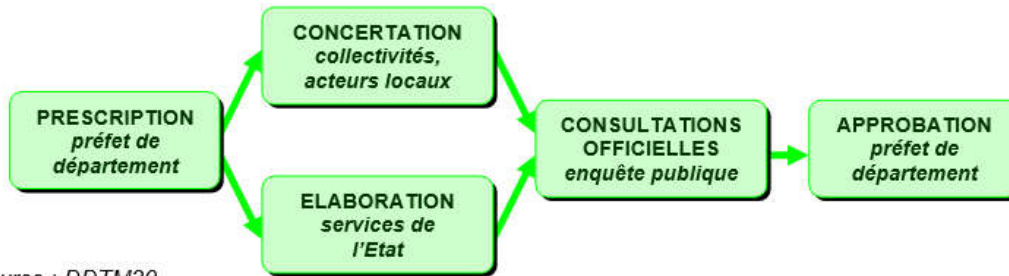 CONCERTATION
collectivités,
acteurs locaux
PRESCRIPTION
préfet de
département
CONSULTATIONS
OFFICIELLES
enquête publique
APPROBATION
préfet de
département
ELABORATION
services de
l'Etat